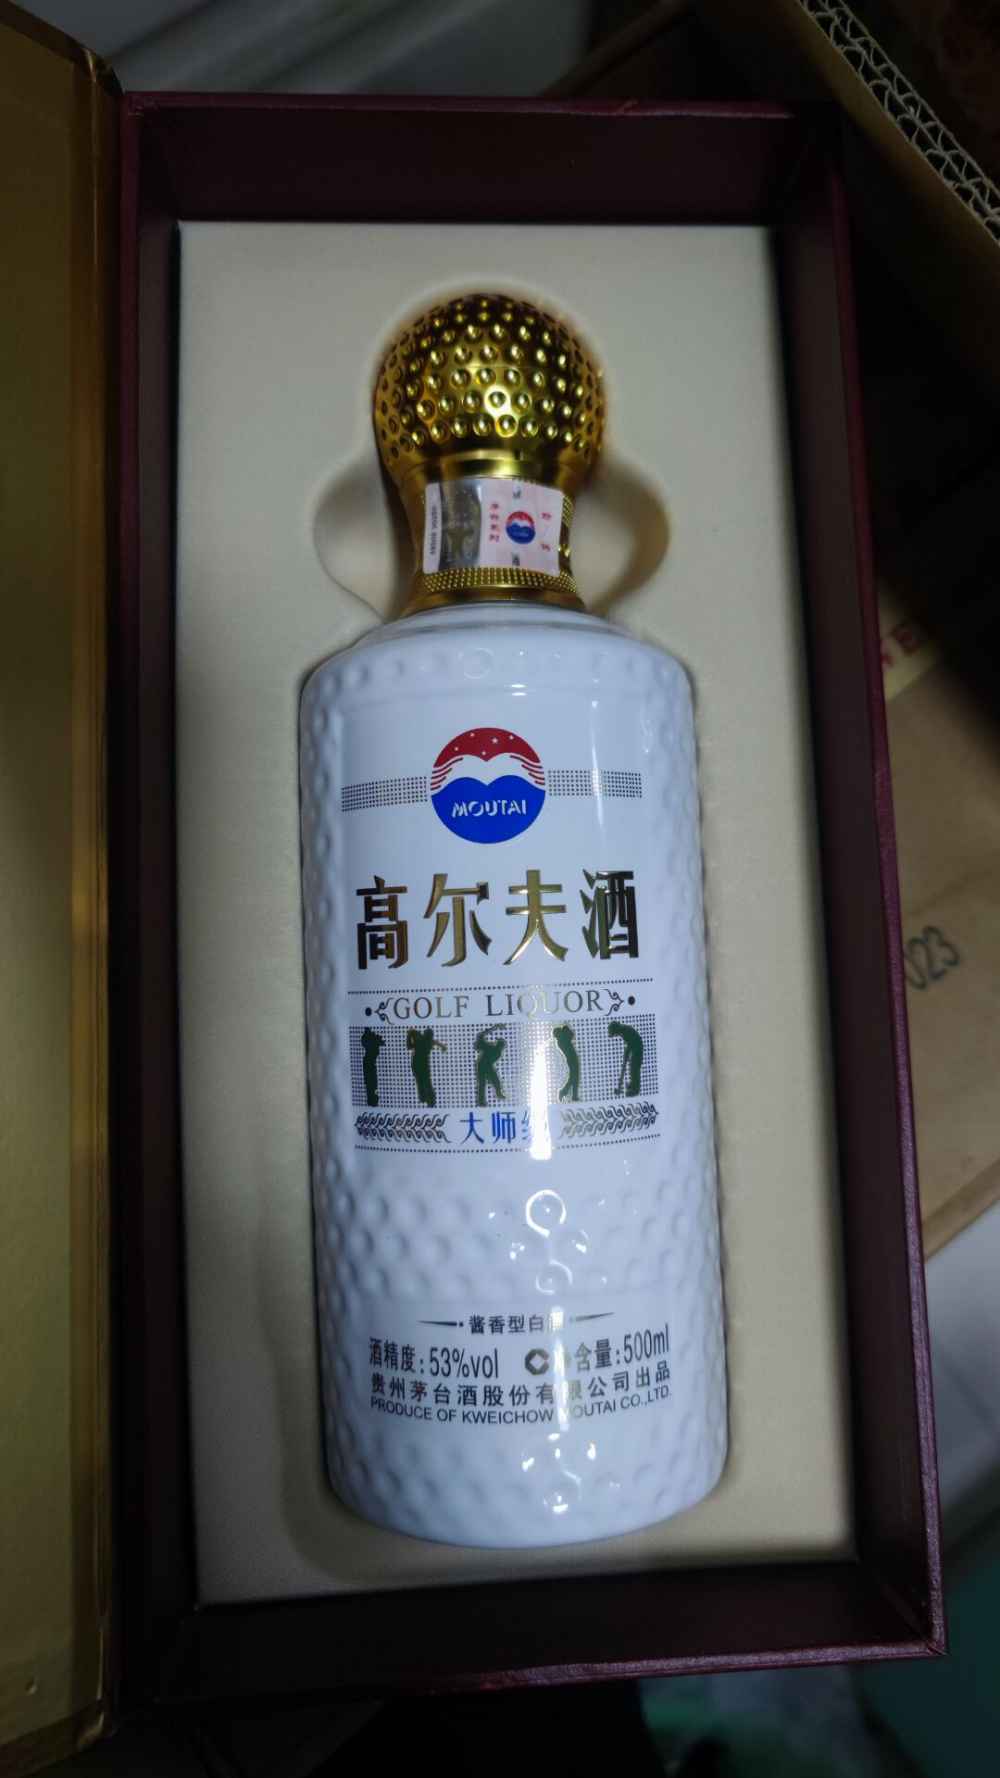 MOUTAI
高尔夫酒
GOLF LIQUOR
大师
酱香型白
酒精度:53%vol 含量:500ml
贵州茅台酒股份有限公司出品
PRODUCE OF KWEICHOW MOUTAI CO.,LTD.
023